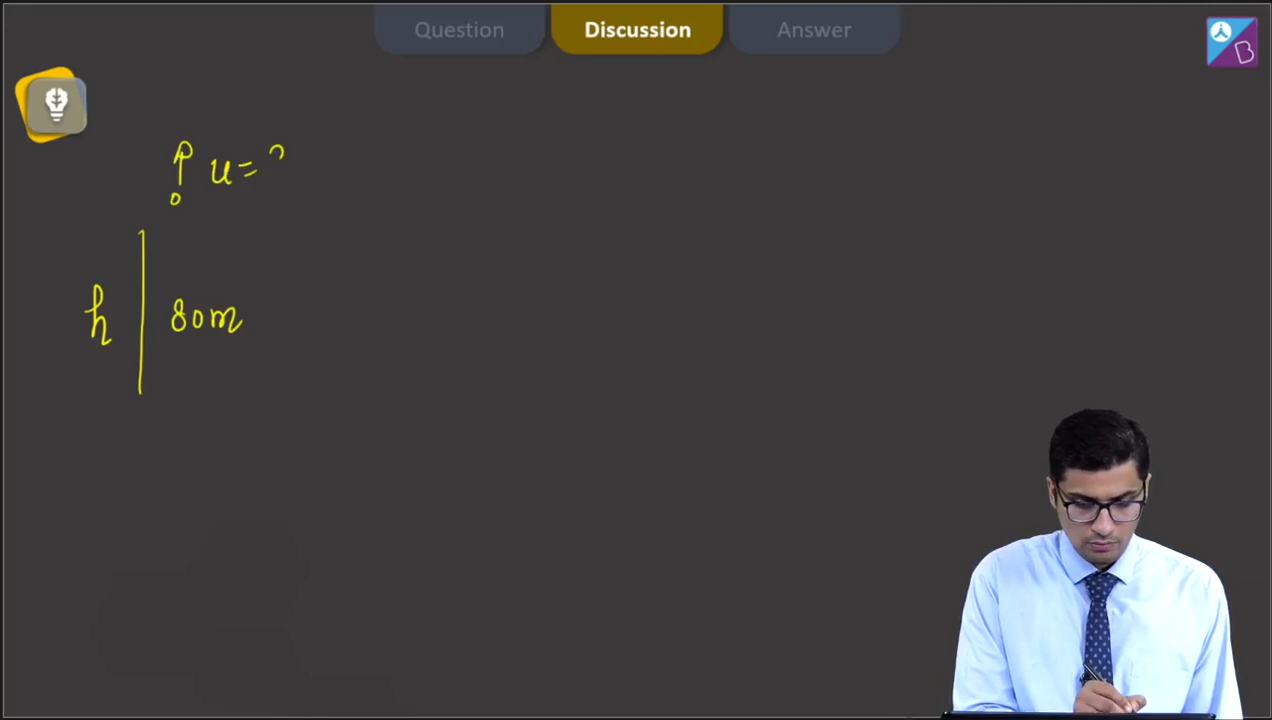 Question Discussion Answer
u = ?
h 80m